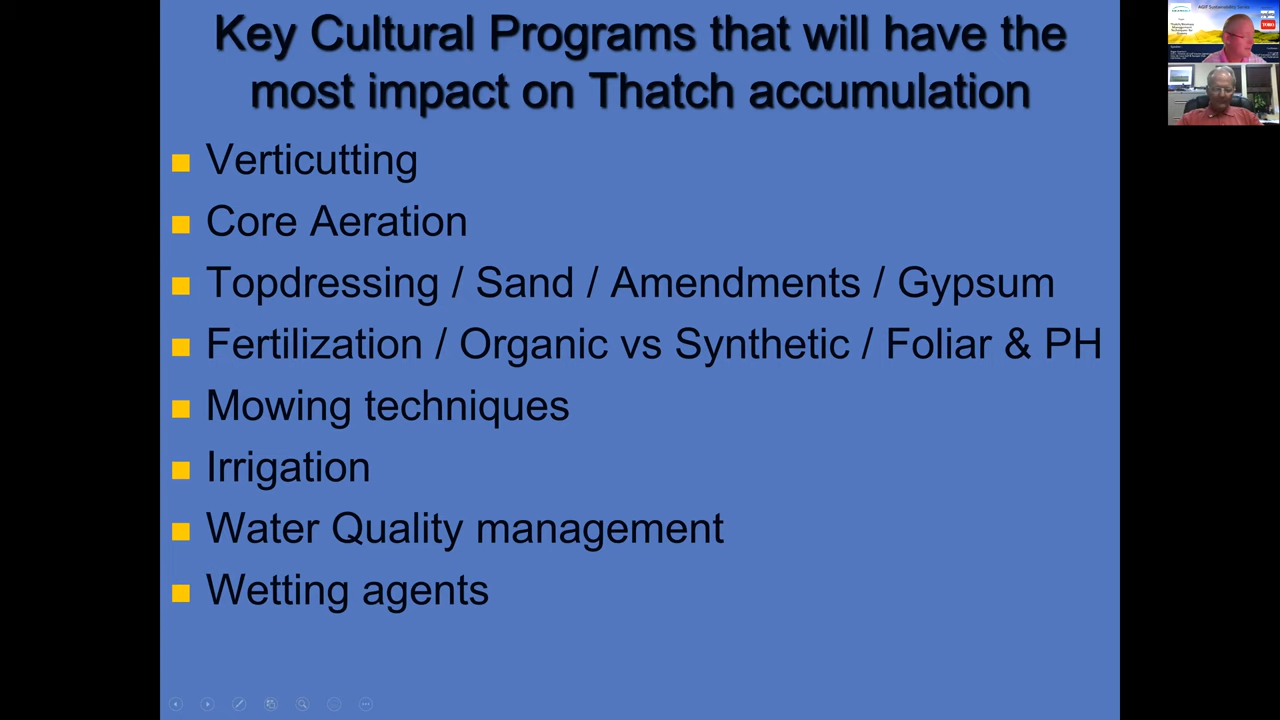 Key Cultural Programs that will have the
most impact on Thatch accumulation
Verticutting
Core Aeration
Topdressing / Sand / Amendments / Gypsum
Fertilization / Organic vs Synthetic / Foliar & PH
Mowing techniques
Irrigation
Water Quality management
Wetting agents
TORO